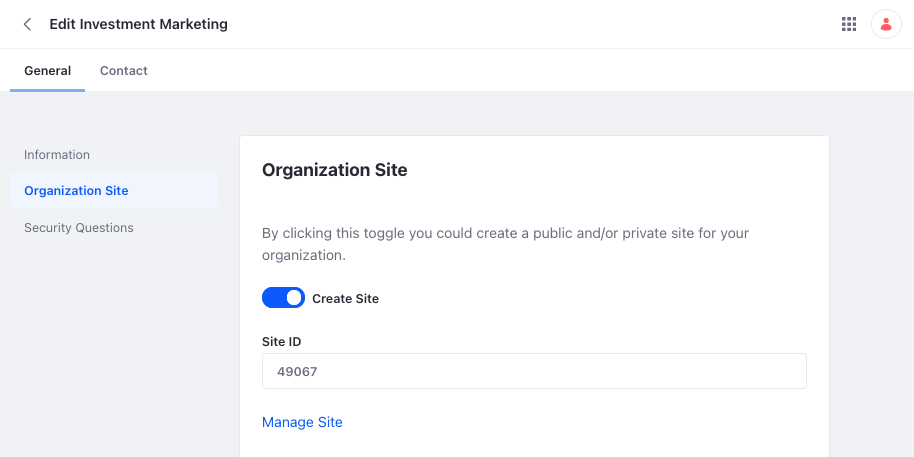 Edit Investment Marketing
General
Contact
Information
Organization Site
Security Questions
Organization Site
By clicking this toggle you could create a public and/or private site for your
organization.
Create Site
Site ID
49067
Manage Site